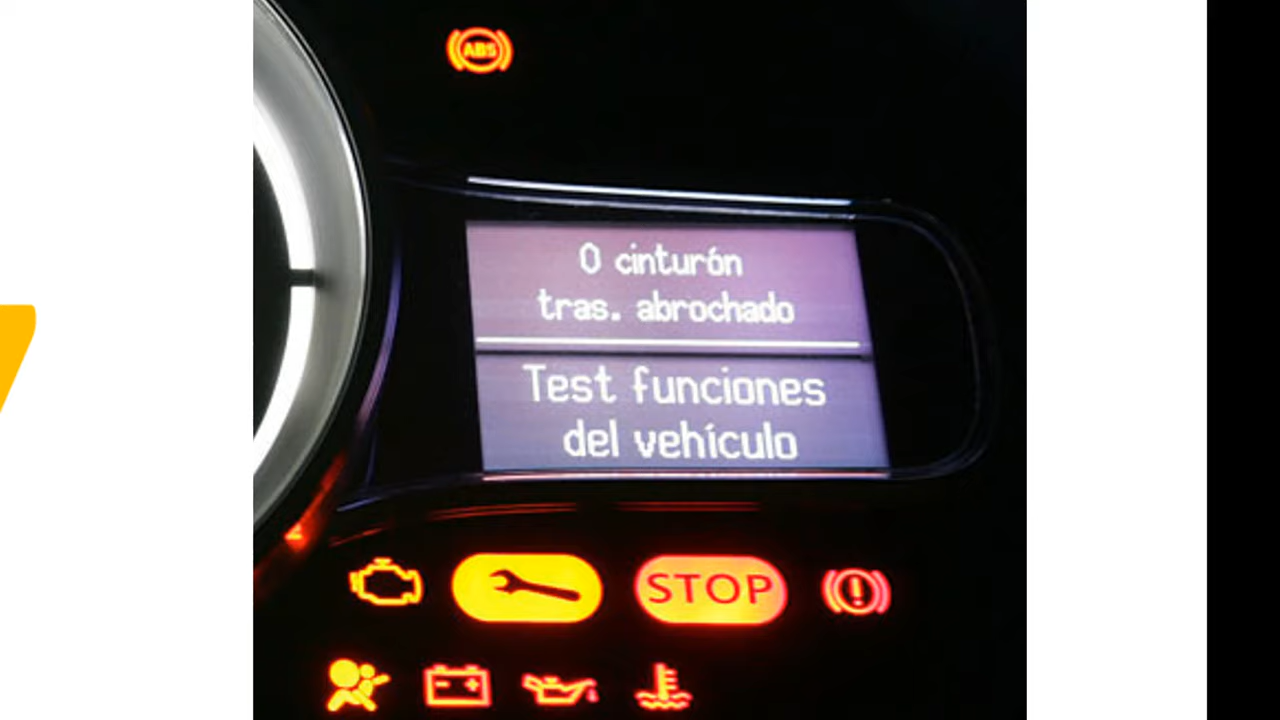 ABS
0 cinturón
tras. abrochado
Test funciones
del vehículo
STOP